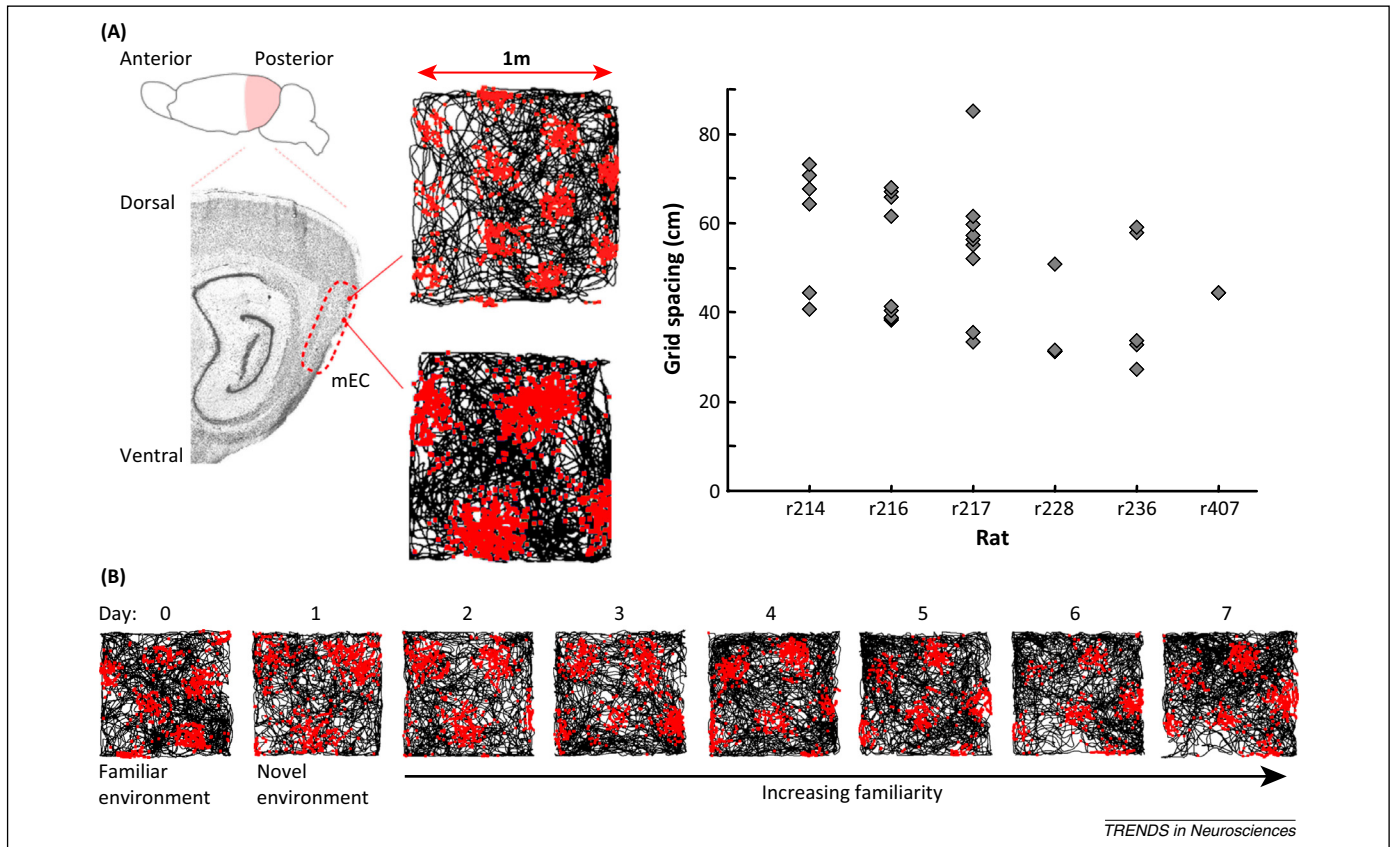 (A)
Anterior Posterior
Dorsal
mEC
Ventral
1m
Grid spacing (cm)
80
60
40
20
0
r214 r216 r217 r228 r236 r407
Rat
(B)
Day: 0 1 2 3 4 5 6 7
Familiar environment
Novel environment
Increasing familiarity
TRENDS in Neurosciences